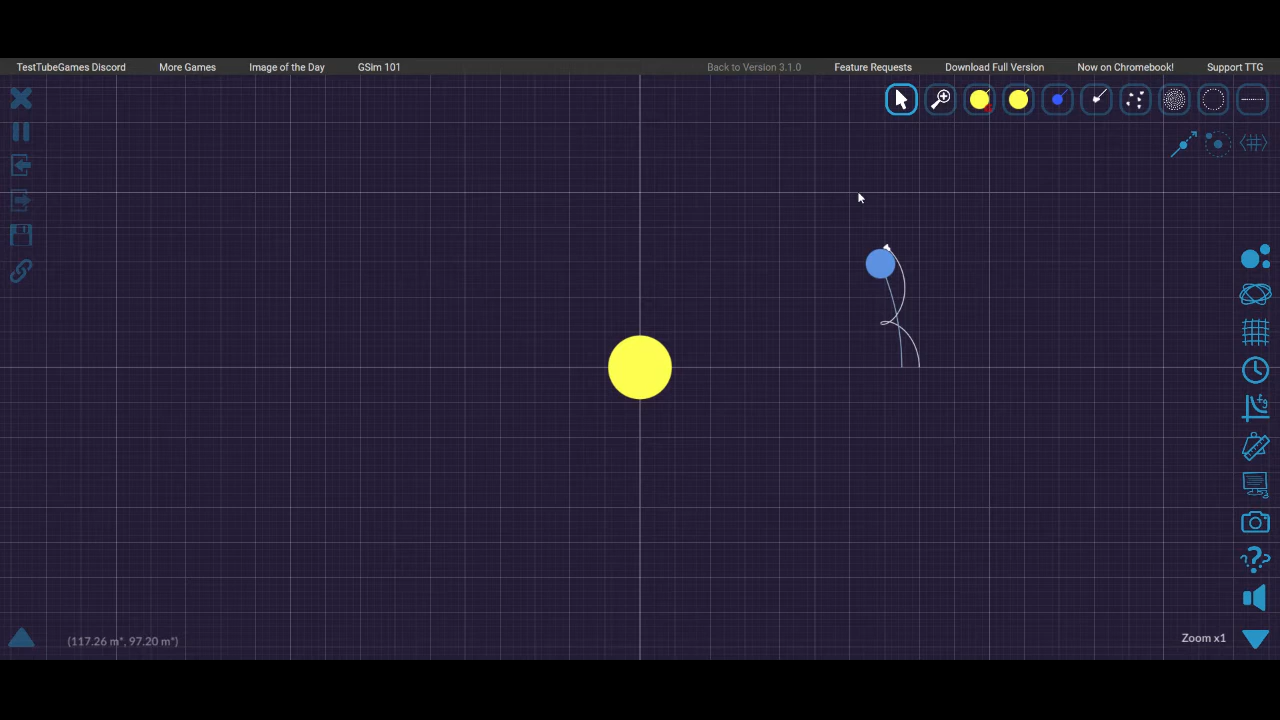 TestTubeGames Discord More Games Image of the Day GSim 101 Back to Version 3.1.0 Feature Requests Download Full Version Now on Chromebook! Support TTG
(117.26 m*, 97.20 m*)
Zoom x1